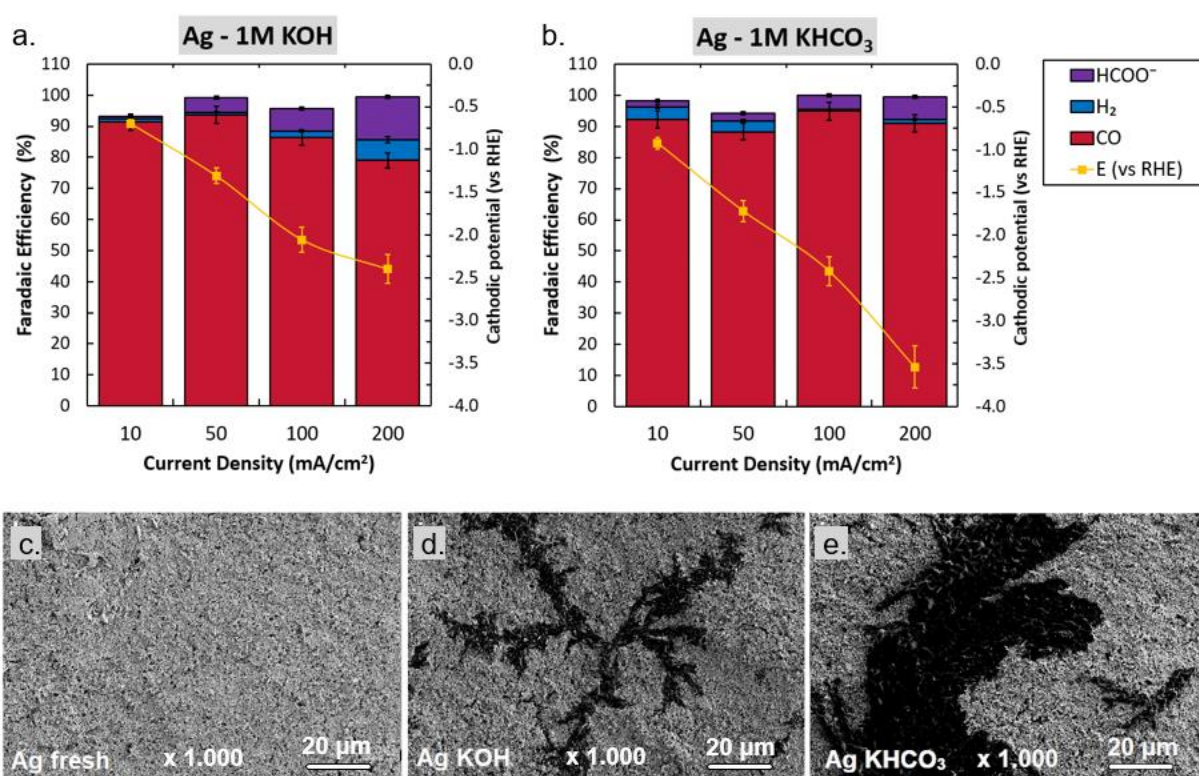 a.
Ag - 1M KOH
110
100
90
80
70
60
50
40
30
20
10
0
Faradaic Efficiency (%)
0.0
-0.5
-1.0
-1.5
-2.0
-2.5
-3.0
-3.5
-4.0
Cathodic potential (vs RHE)
10 50 100 200
Current Density (mA/cm²)
b.
Ag - 1M KHCO₃
110
100
90
80
70
60
50
40
30
20
10
0
Faradaic Efficiency (%)
0.0
-0.5
-1.0
-1.5
-2.0
-2.5
-3.0
-3.5
-4.0
Cathodic potential (vs RHE)
10 50 100 200
Current Density (mA/cm²)
HCOO⁻
H₂
CO
E (vs RHE)
c.
Ag fresh x 1.000 20 µm
d.
Ag KOH x 1,000 20 µm
e.
Ag KHCO₃ x 1,000 20 µm